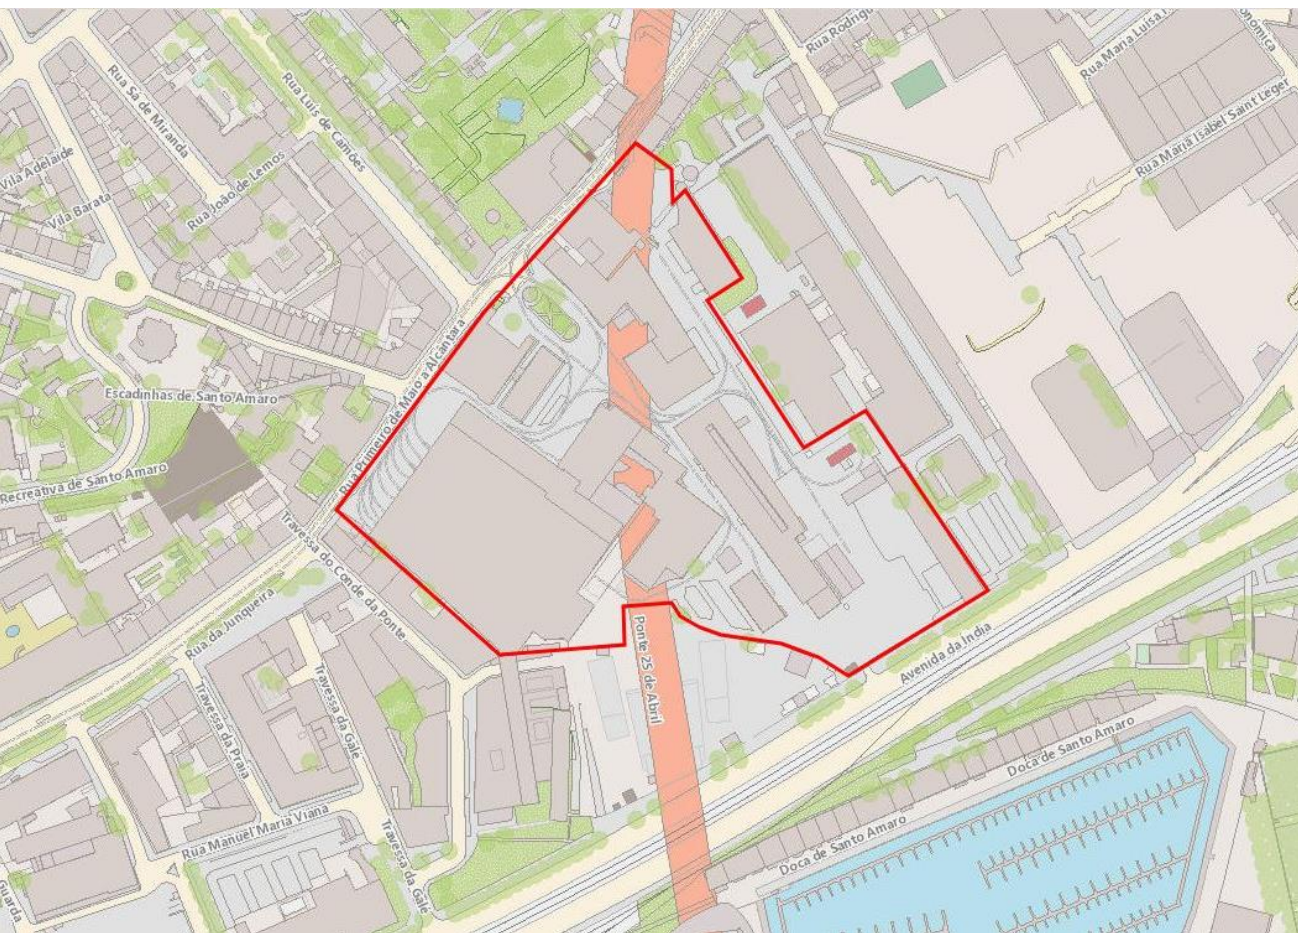 Rua Sá de Miranda
Rua Luís de Camões
Vila Adelaide
Vila Barata
Rua João de Lemos
Escadinhas de Santo Amaro
Recreativa de Santo Amaro
Rua Primeiro de Maio a Alcântara
Travessa do Conde da Ponte
Rua da Junqueira
Travessa da Praia
Travessa da Galé
Rua Manuel Maria Viana
Travessa da Galé
Guarda
Ponte 25 de Abril
Avenida da Índia
Doca de Santo Amaro
Doca de Santo Amaro
Rua Rodrigu
Rua Maria Luísa
Rua Maria Isabel Saint Leger
onómica